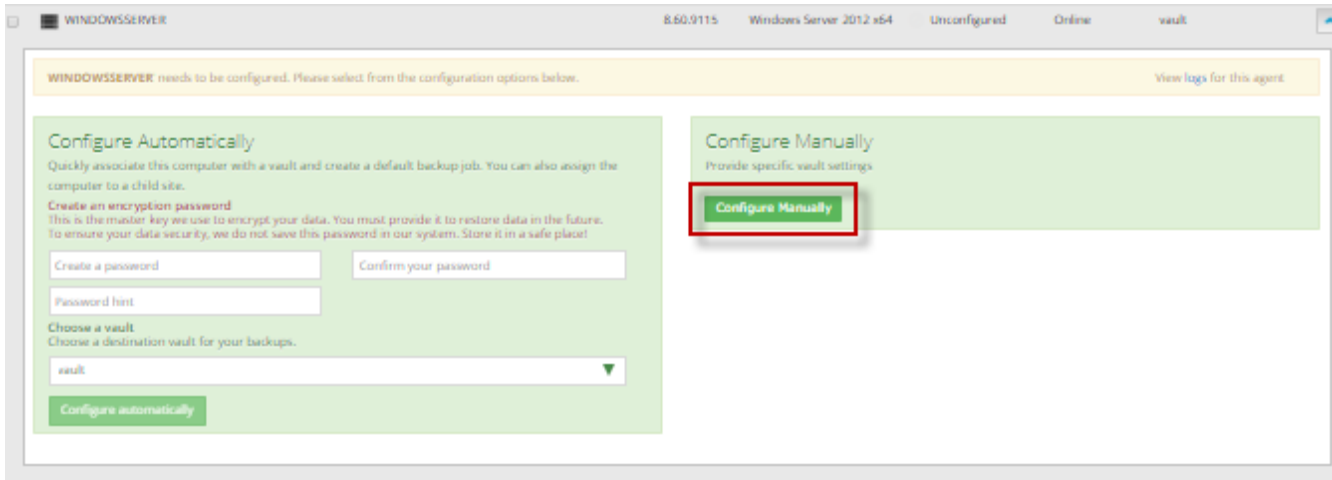 WINDOWSSERVER 8.60.9115 Windows Server 2012 x64 Unconfigured Online vault
WINDOWSSERVER needs to be configured. Please select from the configuration options below. View logs for this agent
Configure Automatically
Quickly associate this computer with a vault and create a default backup job. You can also assign the
computer to a child site.
Create an encryption password
This is the master key we use to encrypt your data. You must provide it to restore data in the future.
To ensure your data security, we do not save this password in our system. Store it in a safe place!
Create a password Confirm your password
Password hint
Choose a vault
Choose a destination vault for your backups.
vault
Configure automatically
Configure Manually
Provide specific vault settings
Configure Manually